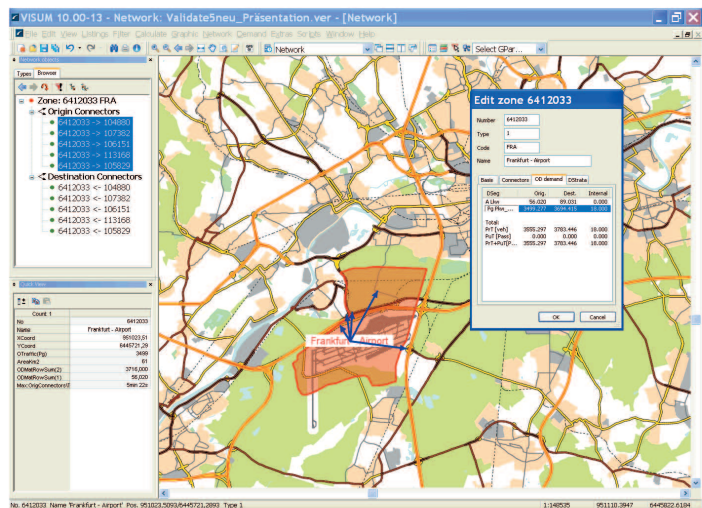 VISUM 10.00-13 - Network: Validate5neu_Präsentation.ver - [Network]
File Edit View Listings Filter Calculate Graphic Network Demand Extras Scripts Window Help
Network
Select GPar...
Network objects
Types Browser
Zone: 6412033 FRA
Origin Connectors
6412033 -> 104880
6412033 -> 107382
6412033 -> 106151
6412033 -> 113168
6412033 -> 105829
Destination Connectors
6412033 <- 104880
6412033 <- 107382
6412033 <- 106151
6412033 <- 113168
6412033 <- 105829
Quick View
Count: 1
No 6412033
Name Frankfurt - Airport
XCoord 951023,51
YCoord 6445721,29
OTraffic(Pg) 3499
AreaKm2 61
ODMatRowSum(2) 3716,000
ODMatRowSum(1) 56,020
Max:OrigConnectors\T 5min 22s
Frankfurt - Airport
Edit zone 6412033
Number 6412033
Type 1
Code FRA
Name Frankfurt - Airport
Basis Connectors OD demand DStrata
DSeg Orig. Dest. Internal
A Lkw 56.020 89.031 0.000
Pg Pkw_... 3499.277 3694.415 18.000
Total:
PrT [veh] 3555.297 3783.446 18.000
PuT [Pass] 0.000 0.000 0.000
PrT+PuT[P... 3555.297 3783.446 18.000
OK Cancel
No. 6412033 Name 'Frankfurt - Airport' Pos. 951023,5093/6445721,2893 Type 1 1:148535 951110.3947 6445822.6184